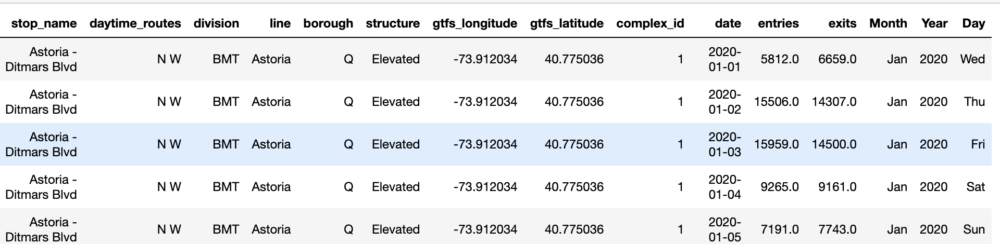 stop_name daytime_routes division line borough structure gtfs_longitude gtfs_latitude complex_id date entries exits Month Year Day
Astoria - Ditmars Blvd N W BMT Astoria Q Elevated -73.912034 40.775036 1 2020-01-01 5812.0 6659.0 Jan 2020 Wed
Astoria - Ditmars Blvd N W BMT Astoria Q Elevated -73.912034 40.775036 1 2020-01-02 15506.0 14307.0 Jan 2020 Thu
Astoria - Ditmars Blvd N W BMT Astoria Q Elevated -73.912034 40.775036 1 2020-01-03 15959.0 14500.0 Jan 2020 Fri
Astoria - Ditmars Blvd N W BMT Astoria Q Elevated -73.912034 40.775036 1 2020-01-04 9265.0 9161.0 Jan 2020 Sat
Astoria - Ditmars Blvd N W BMT Astoria Q Elevated -73.912034 40.775036 1 2020-01-05 7191.0 7743.0 Jan 2020 Sun